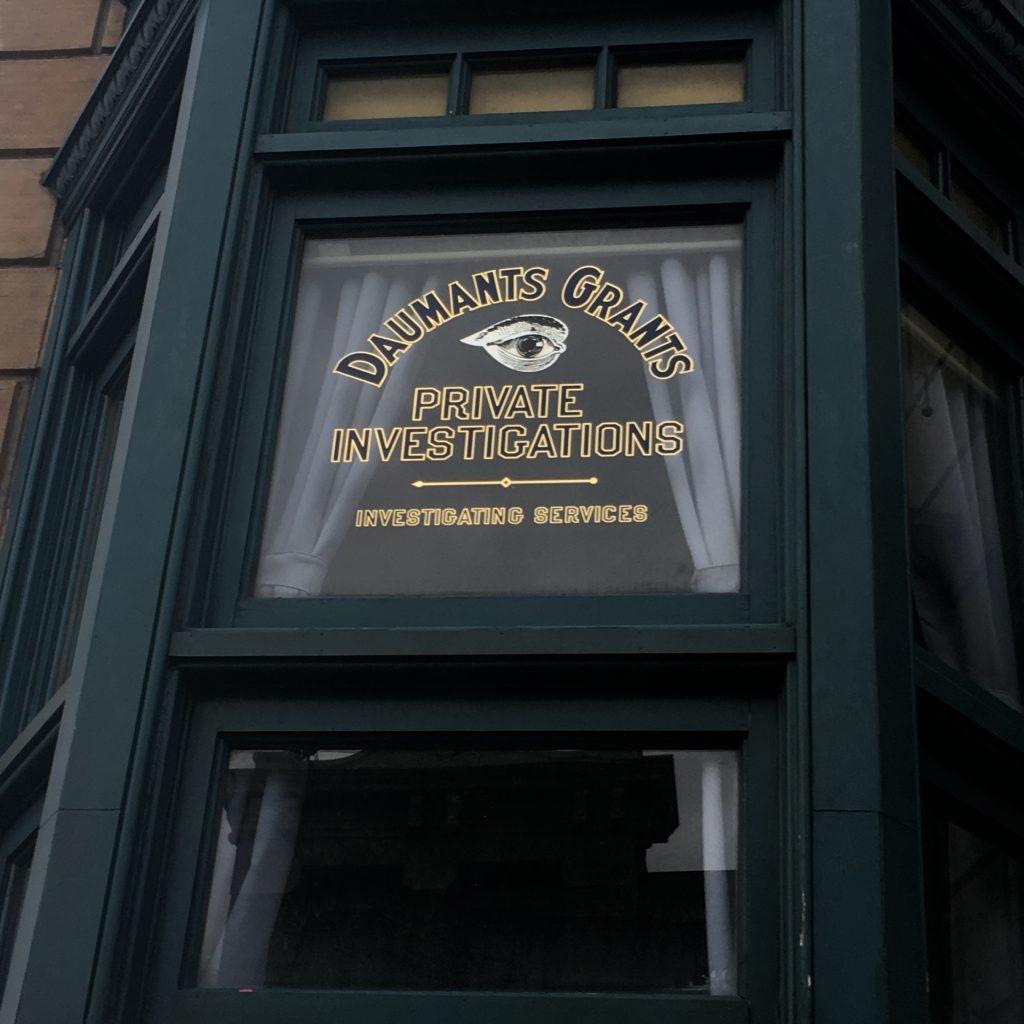 DAUMANTS GRANTS
PRIVATE
INVESTIGATIONS
INVESTIGATING SERVICES